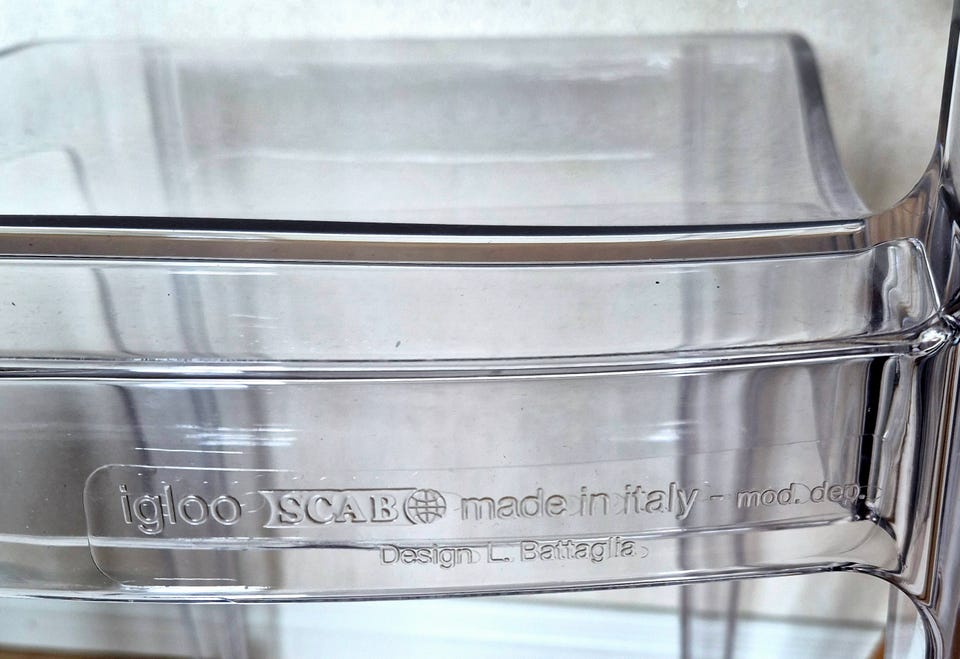 igloo SCAB made in italy - mod. dep.
Design L. Battaglia